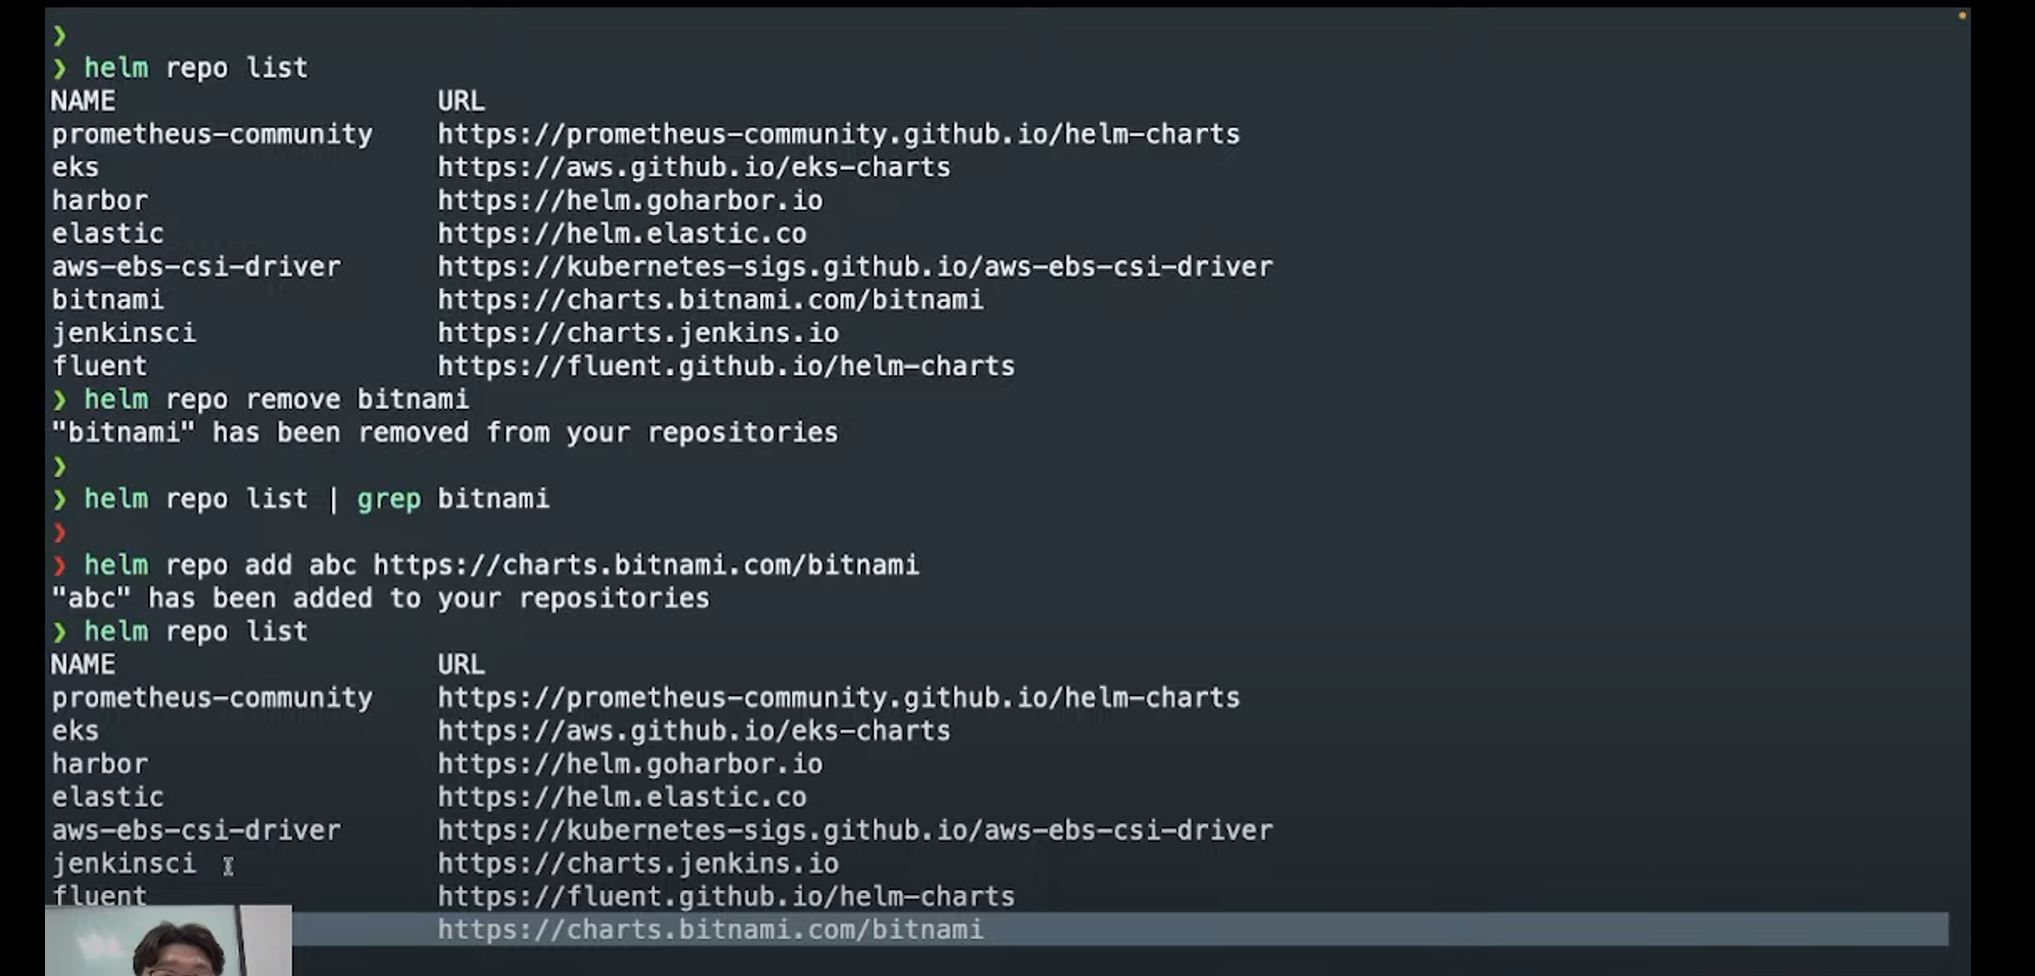 ❯
❯ helm repo list
NAME URL
prometheus-community https://prometheus-community.github.io/helm-charts
eks https://aws.github.io/eks-charts
harbor https://helm.goharbor.io
elastic https://helm.elastic.co
aws-ebs-csi-driver https://kubernetes-sigs.github.io/aws-ebs-csi-driver
bitnami https://charts.bitnami.com/bitnami
jenkinsci https://charts.jenkins.io
fluent https://fluent.github.io/helm-charts
❯ helm repo remove bitnami
"bitnami" has been removed from your repositories
❯
❯ helm repo list | grep bitnami
❯
❯ helm repo add abc https://charts.bitnami.com/bitnami
"abc" has been added to your repositories
❯ helm repo list
NAME URL
prometheus-community https://prometheus-community.github.io/helm-charts
eks https://aws.github.io/eks-charts
harbor https://helm.goharbor.io
elastic https://helm.elastic.co
aws-ebs-csi-driver https://kubernetes-sigs.github.io/aws-ebs-csi-driver
jenkinsci https://charts.jenkins.io
fluent https://fluent.github.io/helm-charts
https://charts.bitnami.com/bitnami